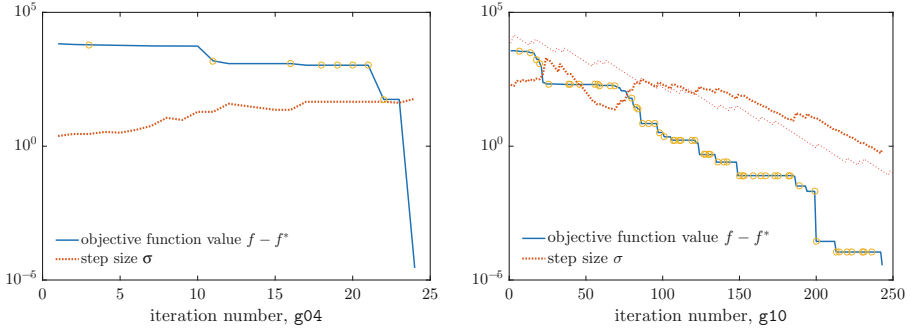 10^5
10^0
10^−5
objective function value f − f*
step size σ
0 5 10 15 20 25
iteration number, g04
10^5
10^0
10^−5
objective function value f − f*
step size σ
0 50 100 150 200 250
iteration number, g10